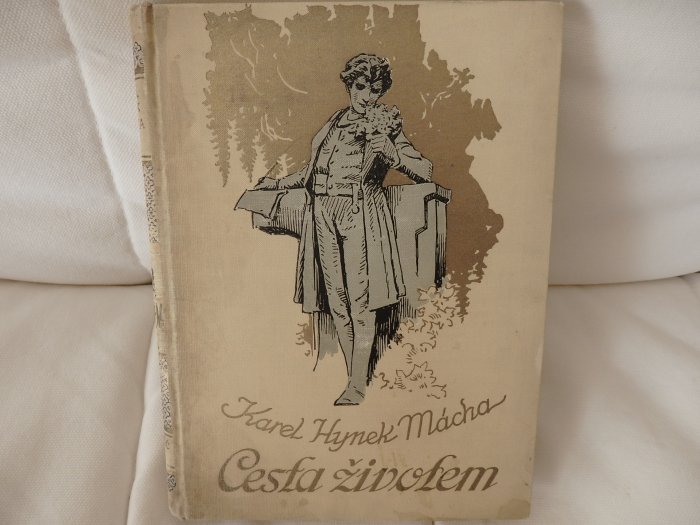 Karel Hynek Mácha
Cesta životem